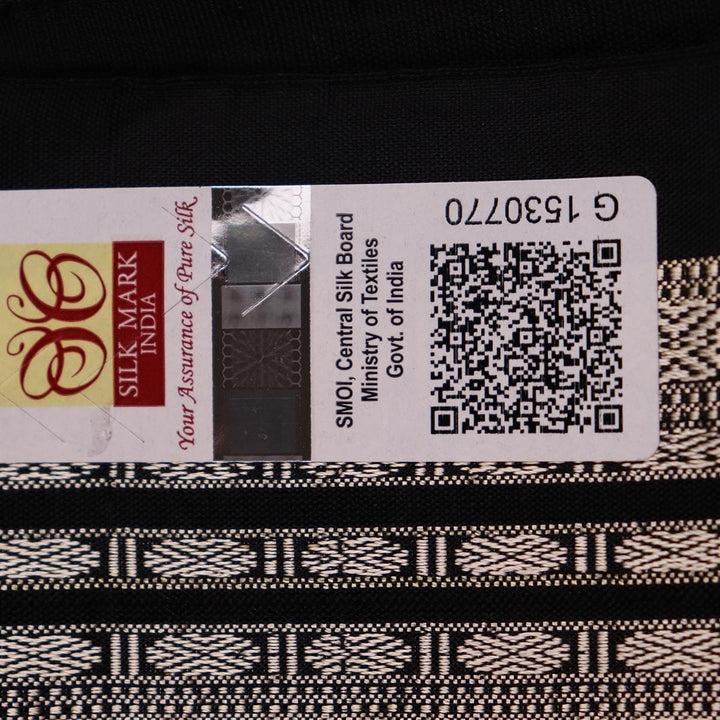 SILK MARK
INDIA
Your Assurance of Pure Silk
SMOI, Central Silk Board
Ministry of Textiles
Govt. of India
G 1530770